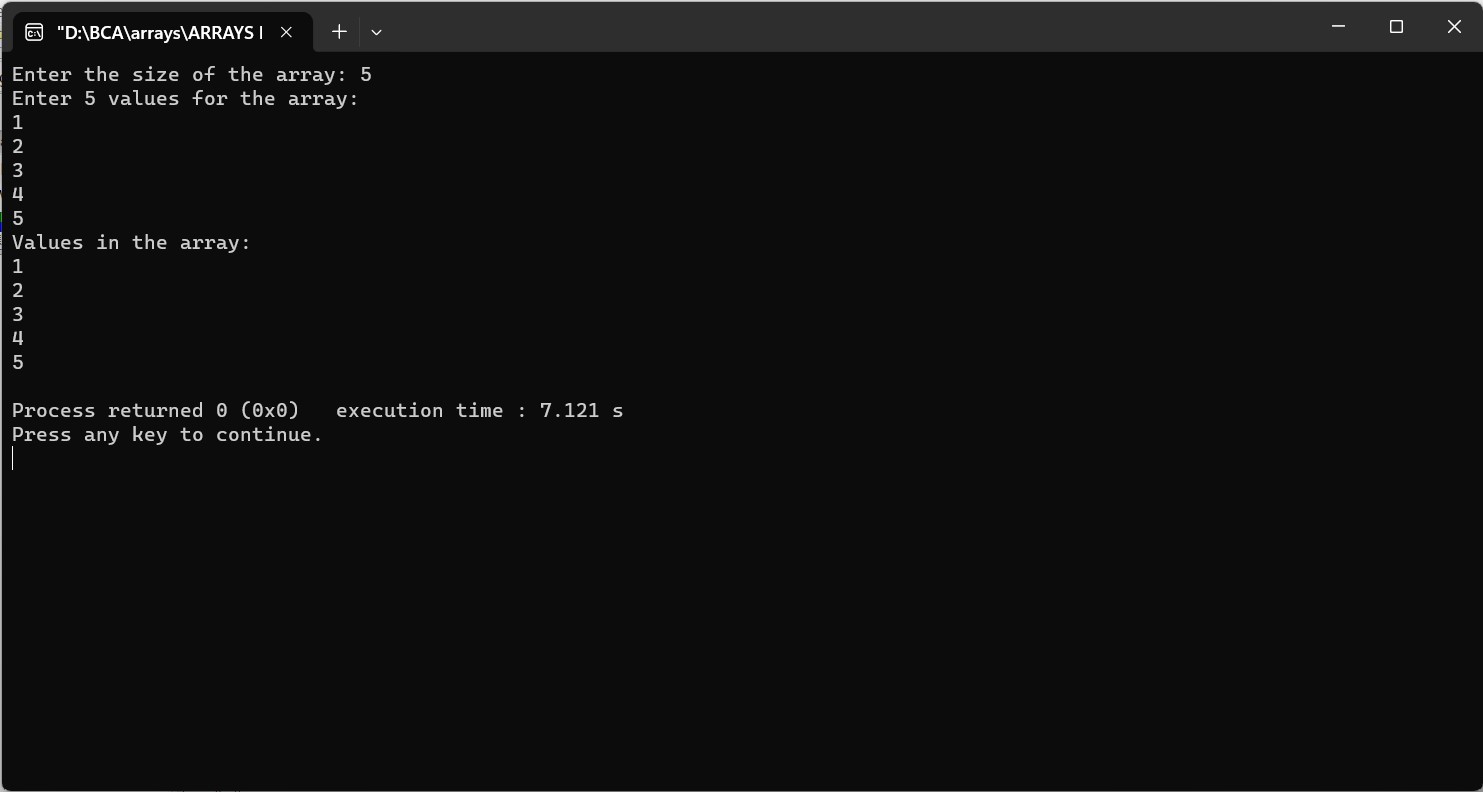 "D:\BCA\arrays\ARRAYS
Enter the size of the array: 5
Enter 5 values for the array:
1
2
3
4
5
Values in the array:
1
2
3
4
5
Process returned 0 (0x0)   execution time : 7.121 s
Press any key to continue.